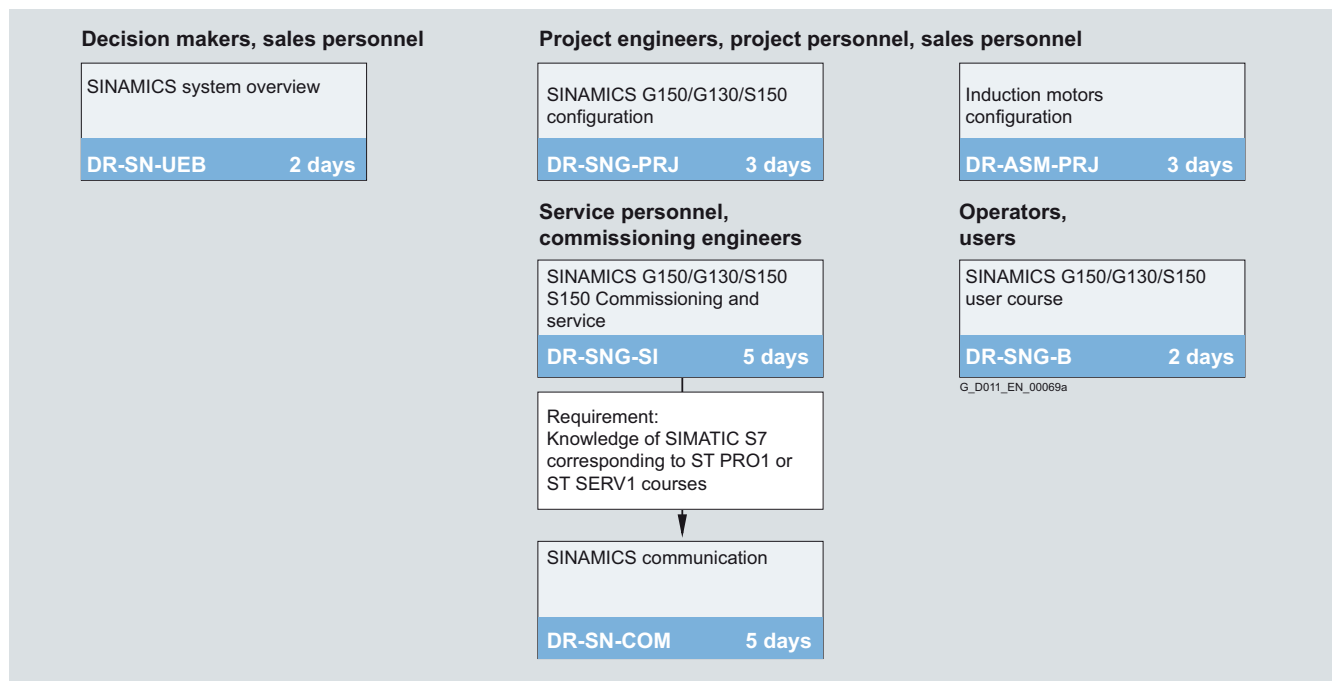 Decision makers, sales personnel
SINAMICS system overview
DR-SN-UEB 2 days
Project engineers, project personnel, sales personnel
SINAMICS G150/G130/S150
configuration
DR-SNG-PRJ 3 days
Induction motors
configuration
DR-ASM-PRJ 3 days
Service personnel,
commissioning engineers
SINAMICS G150/G130/S150
S150 Commissioning and
service
DR-SNG-SI 5 days
Requirement:
Knowledge of SIMATIC S7
corresponding to ST PRO1 or
ST SERV1 courses
SINAMICS communication
DR-SN-COM 5 days
Operators,
users
SINAMICS G150/G130/S150
user course
DR-SNG-B 2 days
G_D011_EN_00069a